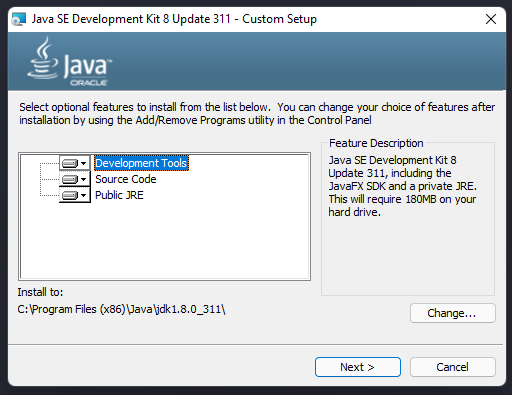 Java SE Development Kit 8 Update 311 - Custom Setup
Java
ORACLE
Select optional features to install from the list below.  You can change your choice of features after
installation by using the Add/Remove Programs utility in the Control Panel
Development Tools
Source Code
Public JRE
Feature Description
Java SE Development Kit 8
Update 311, including the
JavaFX SDK and a private JRE.
This will require 180MB on your
hard drive.
Install to:
C:\Program Files (x86)\Java\jdk1.8.0_311\
Change...
Next >
Cancel